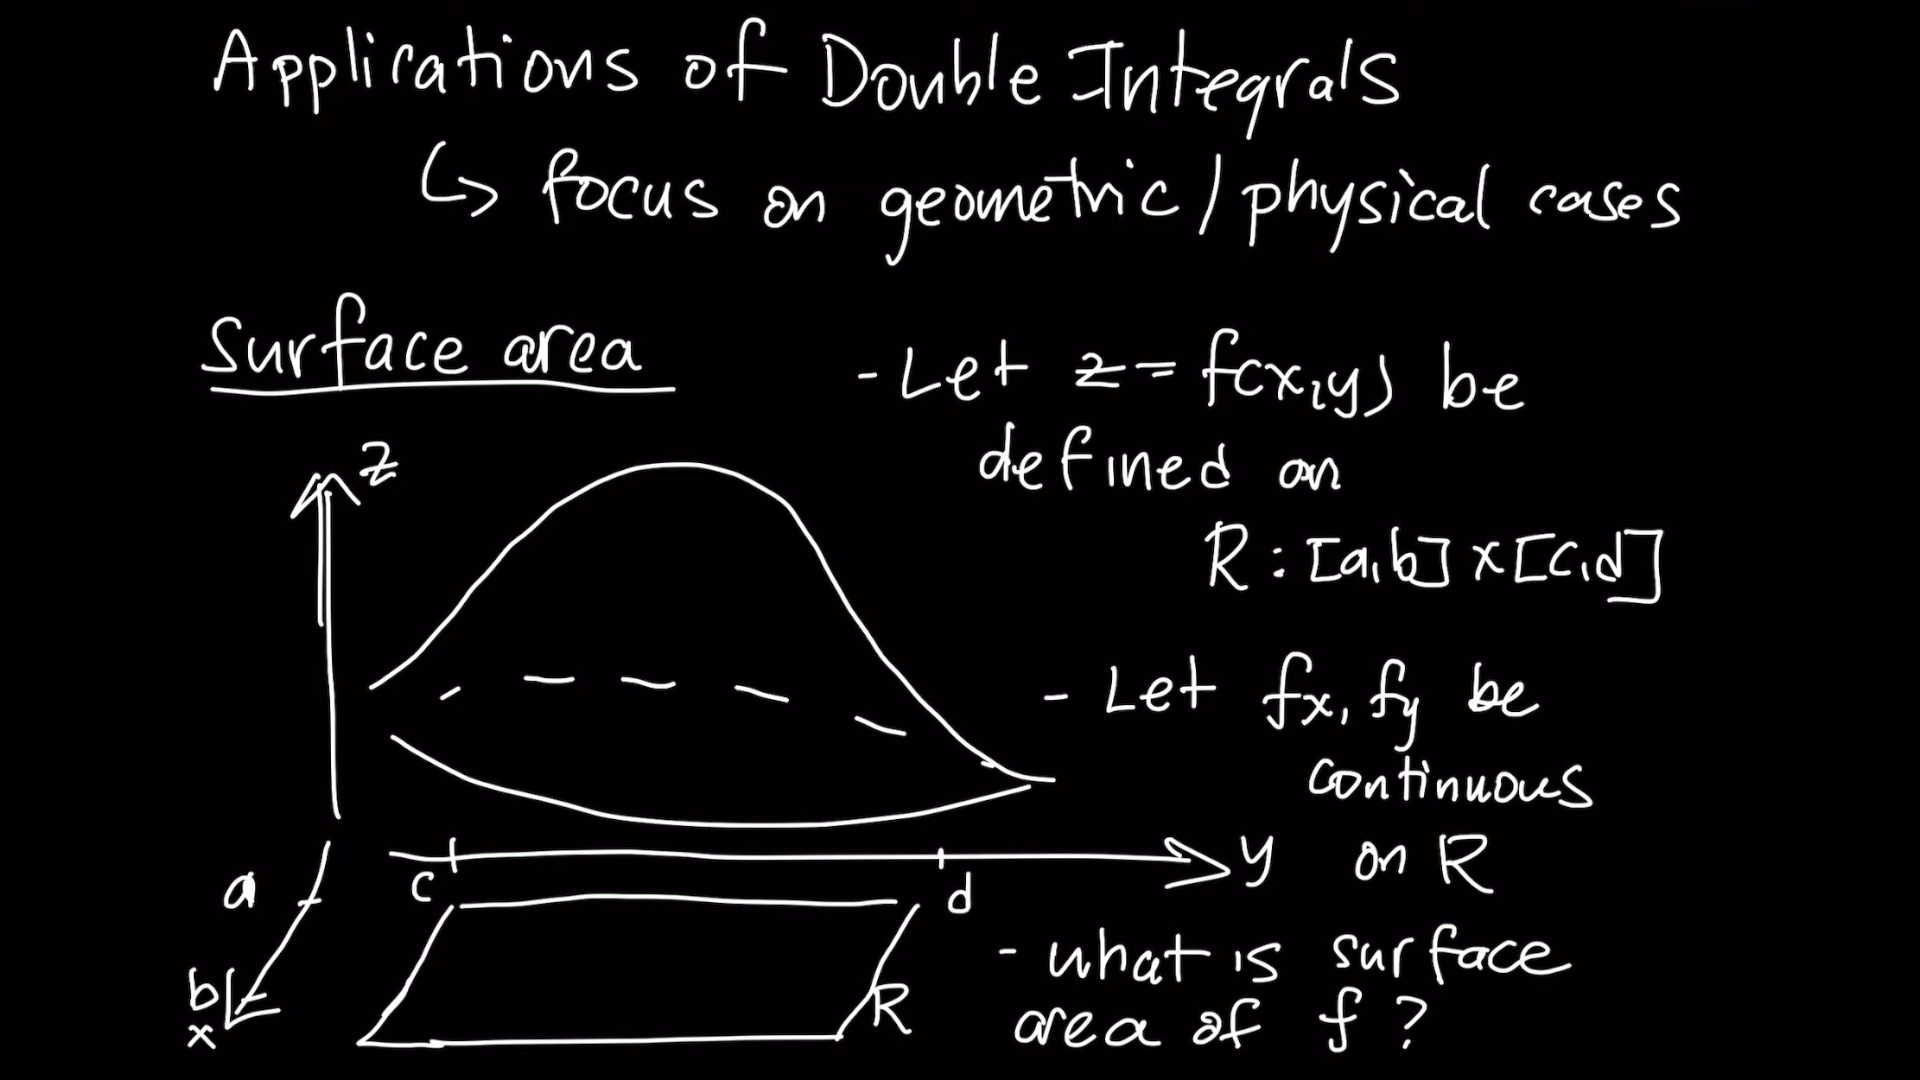 Applications of Double Integrals
↳ focus on geometric/physical cases
Surface area
- Let z = f(x,y) be
defined on
R : [a,b] x [c,d]
z
- Let fx, fy be
continuous
on R
y
c
d
a
b
x
R
- what is surface
area of f ?